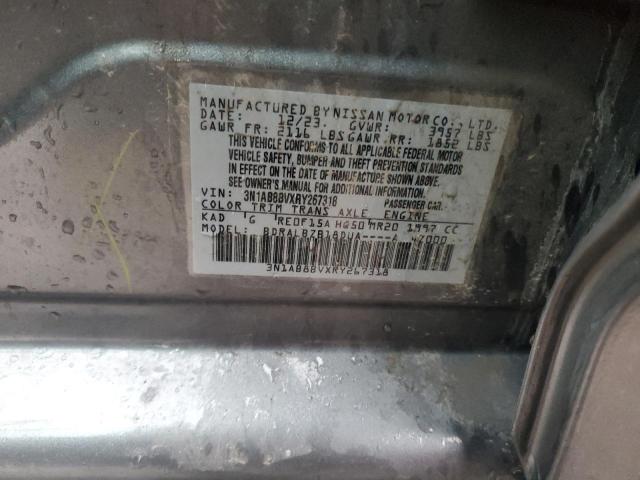 MANUFACTURED BY NISSAN MOTOR CO., LTD.
DATE: 12/23 GVWR: 3957 LBS
GAWR FR: 2116 LBS GAWR RR: 1852 LBS
THIS VEHICLE CONFORMS TO ALL APPLICABLE FEDERAL MOTOR
VEHICLE SAFETY, BUMPER AND THEFT PREVENTION STANDARDS
IN EFFECT ON THE DATE OF MANUFACTURE SHOWN ABOVE.
SEE OWNER'S MANUAL FOR ADDITIONAL INFORMATION.
VIN: 3N1AB8BVXRY267318 PASSENGER CAR
COLOR TRIM TRANS AXLE ENGINE
KAD G RE0F15A HG50 MR20 1997 CC
MODEL: BDRALBZB18DUA----A
3N1AB8BVXRY267318